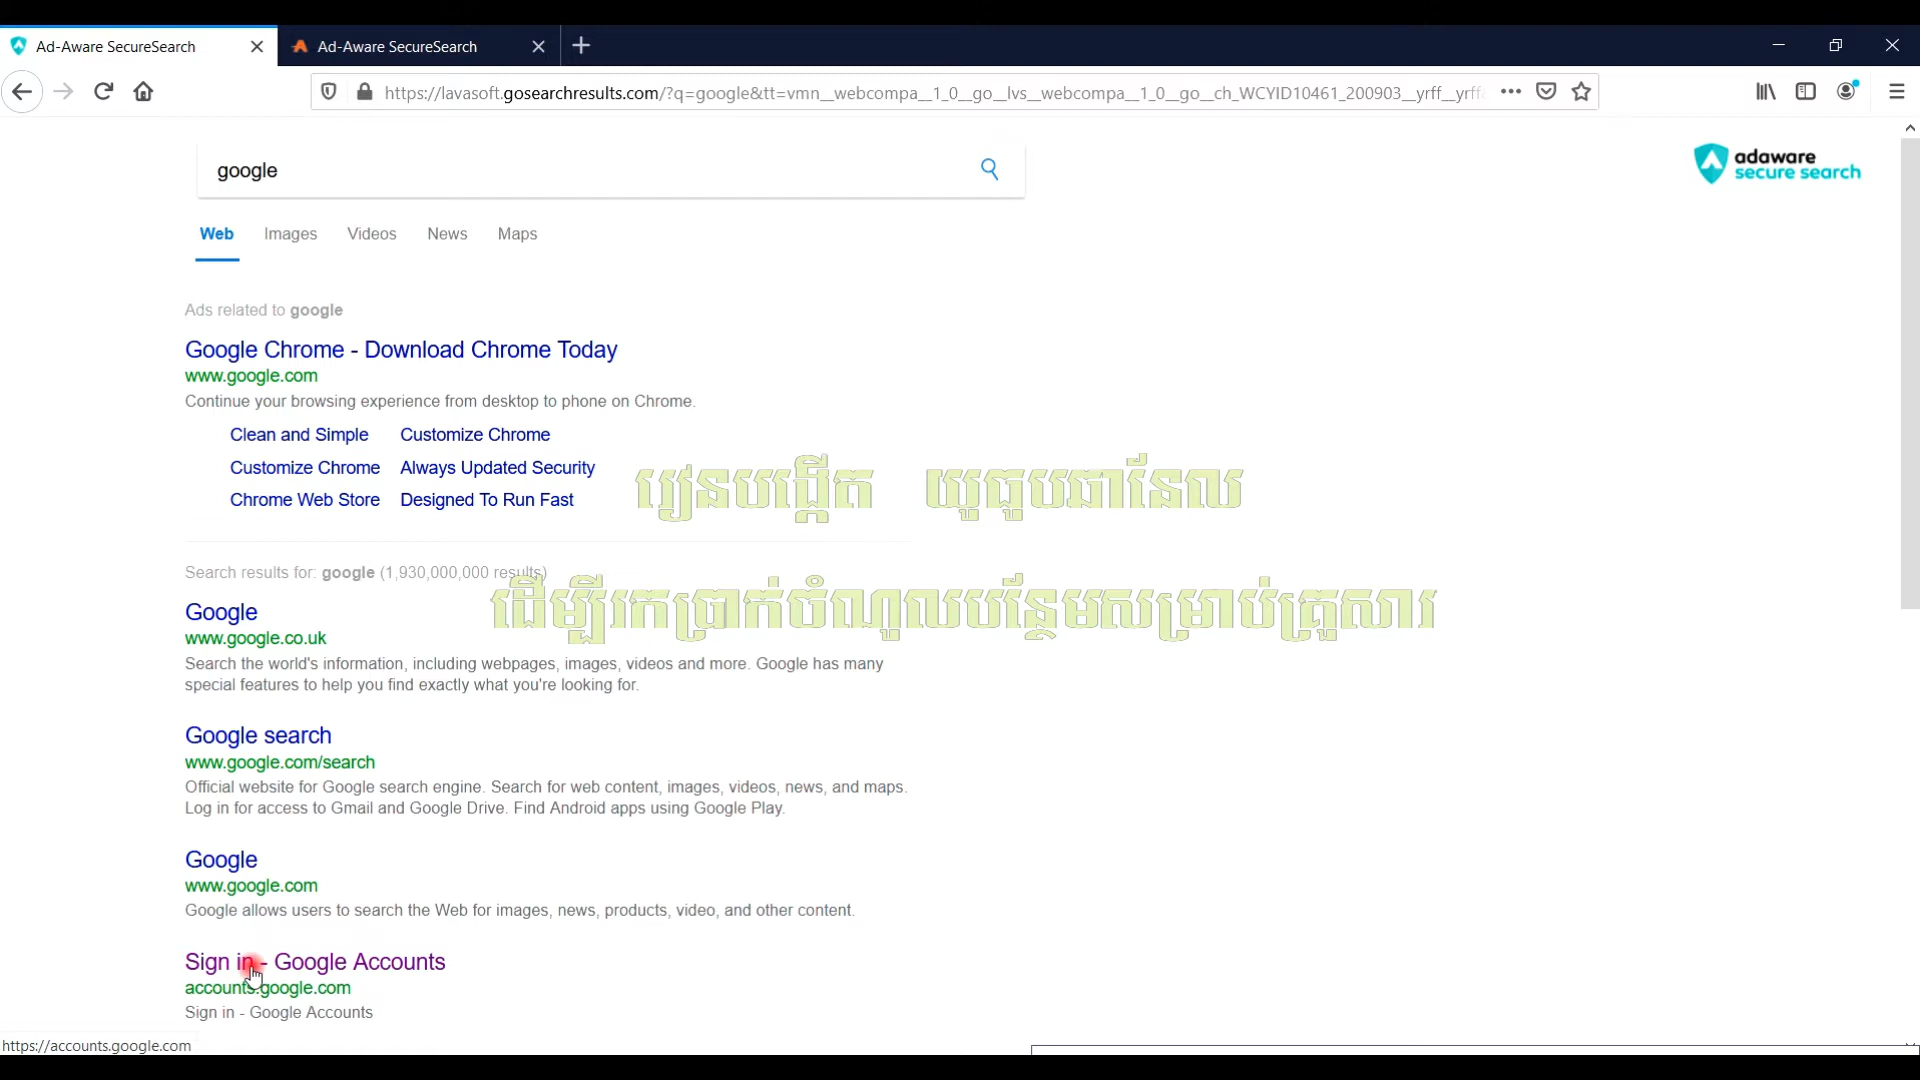 Ad-Aware SecureSearch
Ad-Aware SecureSearch
https://lavasoft.gosearchresults.com/?q=google&tt=vmn__webcompa__1_0__go__lvs__webcompa__1_0__go__ch_WCYID10461_200903__yrff__yrff
google
adaware
secure search
Web Images Videos News Maps
Ads related to google
Google Chrome - Download Chrome Today
www.google.com
Continue your browsing experience from desktop to phone on Chrome.
Clean and Simple Customize Chrome
Customize Chrome Always Updated Security
Chrome Web Store Designed To Run Fast
រៀនបង្កើត យូធូបឆានែល
Search results for: google (1,930,000,000 results)
ដើម្បីរកប្រាក់ចំណូលបន្ថែមសម្រាប់គ្រួសារ
Google
www.google.co.uk
Search the world's information, including webpages, images, videos and more. Google has many
special features to help you find exactly what you're looking for.
Google search
www.google.com/search
Official website for Google search engine. Search for web content, images, videos, news, and maps.
Log in for access to Gmail and Google Drive. Find Android apps using Google Play.
Google
www.google.com
Google allows users to search the Web for images, news, products, video, and other content.
Sign in - Google Accounts
accounts.google.com
Sign in - Google Accounts
https://accounts.google.com